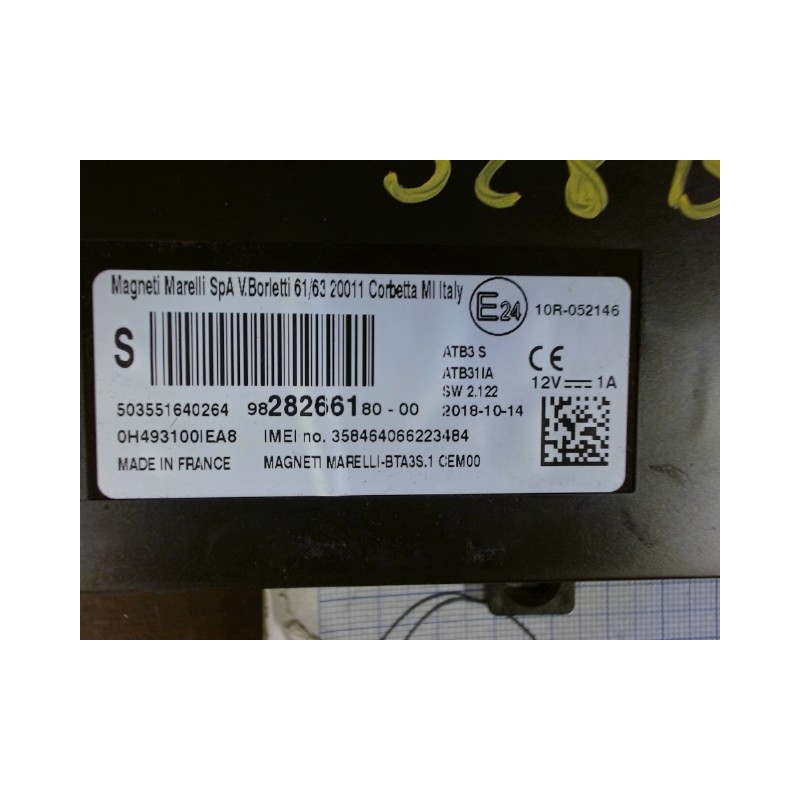 Magneti Marelli SpA V.Borletti 61/63 20011 Corbetta MI Italy
E24
10R-052146
S
ATB3 S
ATB31IA
SW 2.122
2018-10-14
CE
12V 1A
503551640264 9828266180-00
0H493100IEA8 IMEI no. 358464066223484
MADE IN FRANCE MAGNETI MARELLI-BTA3S.1 CEM00